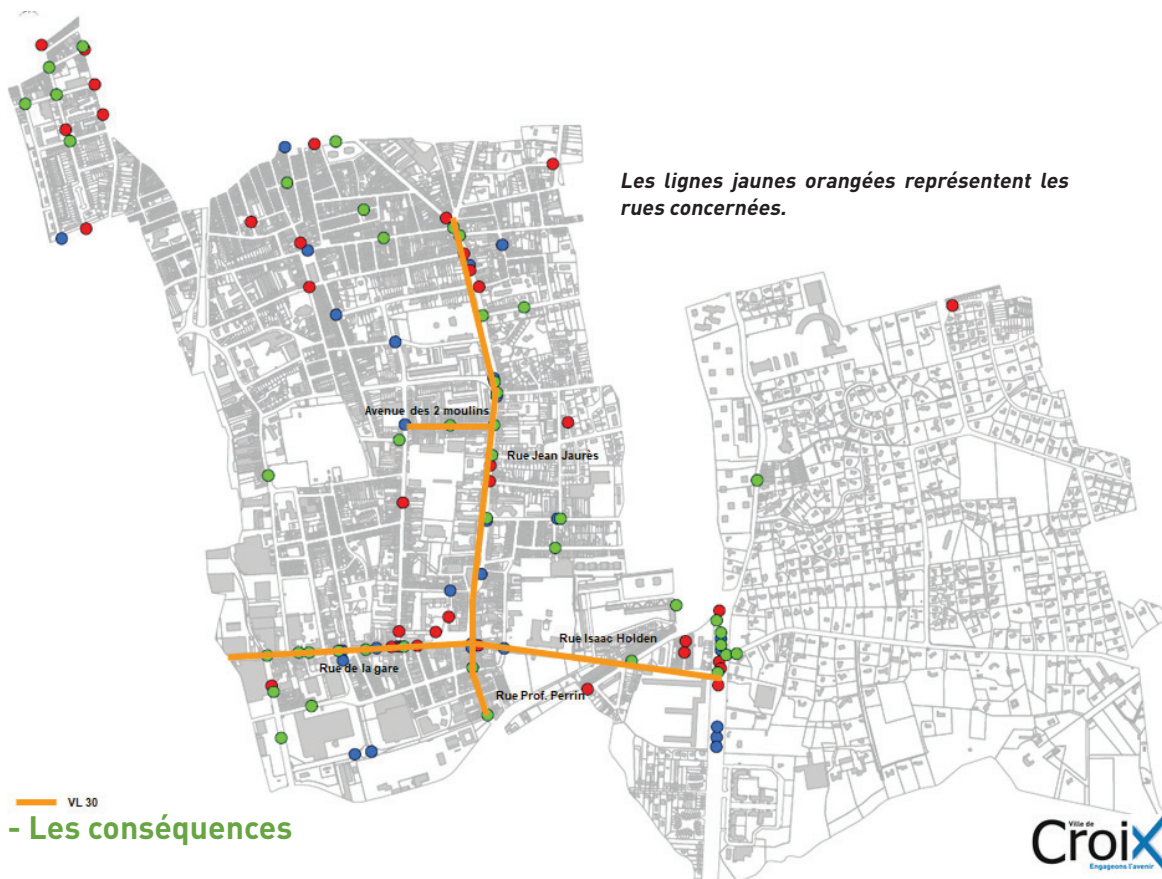 Les lignes jaunes orangées représentent les
rues concernées.
Avenue des 2 moulins
Rue Jean Jaurès
Rue Isaac Holden
Rue de la gare
Rue Prof. Perrin
VL 30
- Les conséquences
Ville de
Croix
Engageons l'avenir